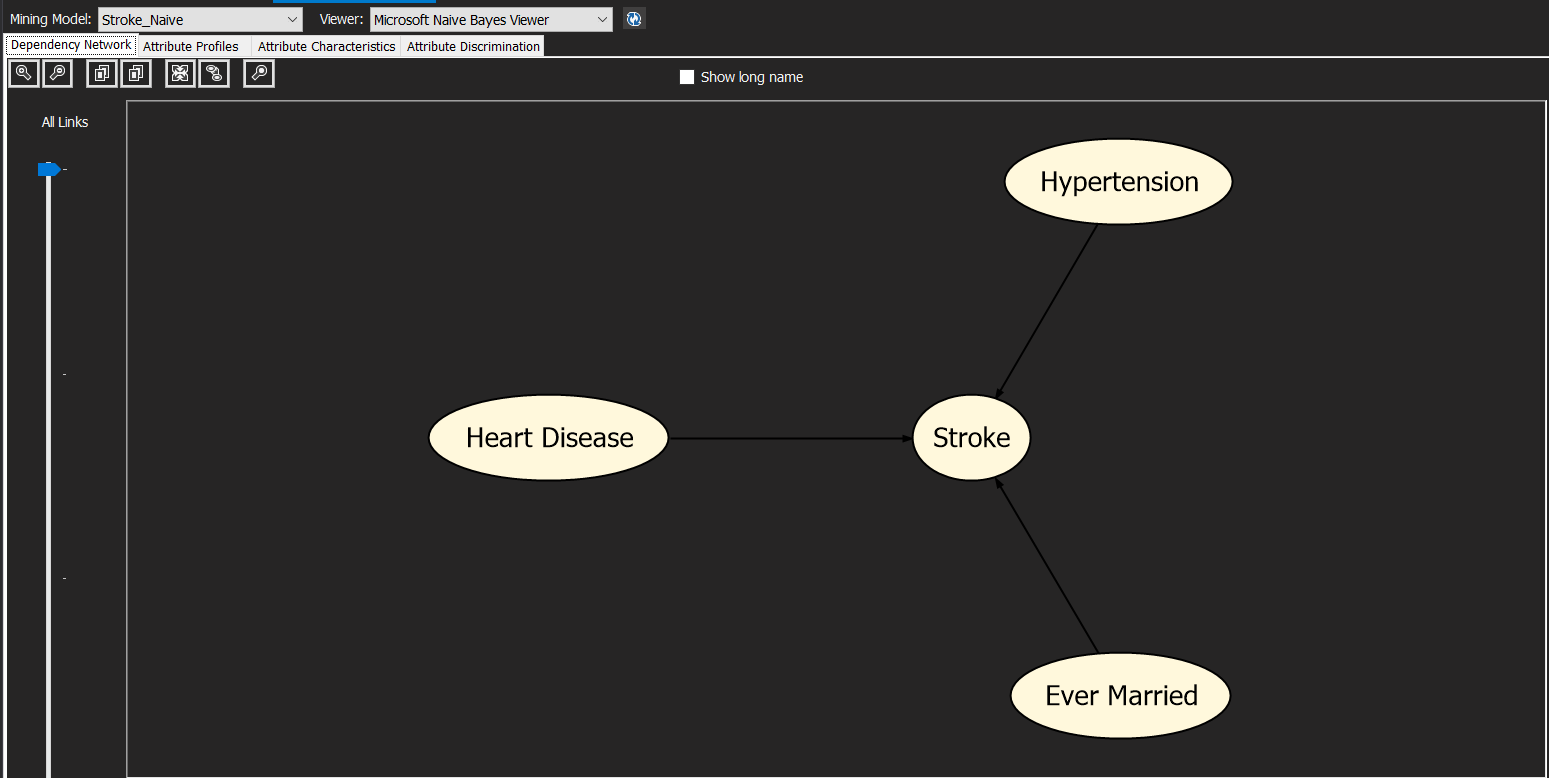 Mining Model: Stroke_Naive Viewer: Microsoft Naive Bayes Viewer
Dependency Network Attribute Profiles Attribute Characteristics Attribute Discrimination
Show long name
All Links
Hypertension
Heart Disease
Stroke
Ever Married